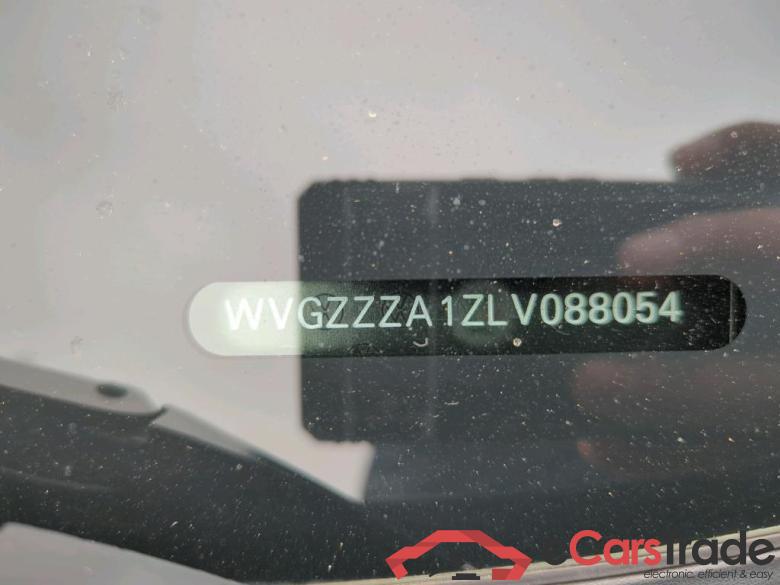 WVGZZZA1ZLV088054
CarsTrade
electronic, efficient & easy